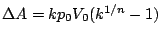 ΔA = kp₀V₀(k^{1/n} − 1)